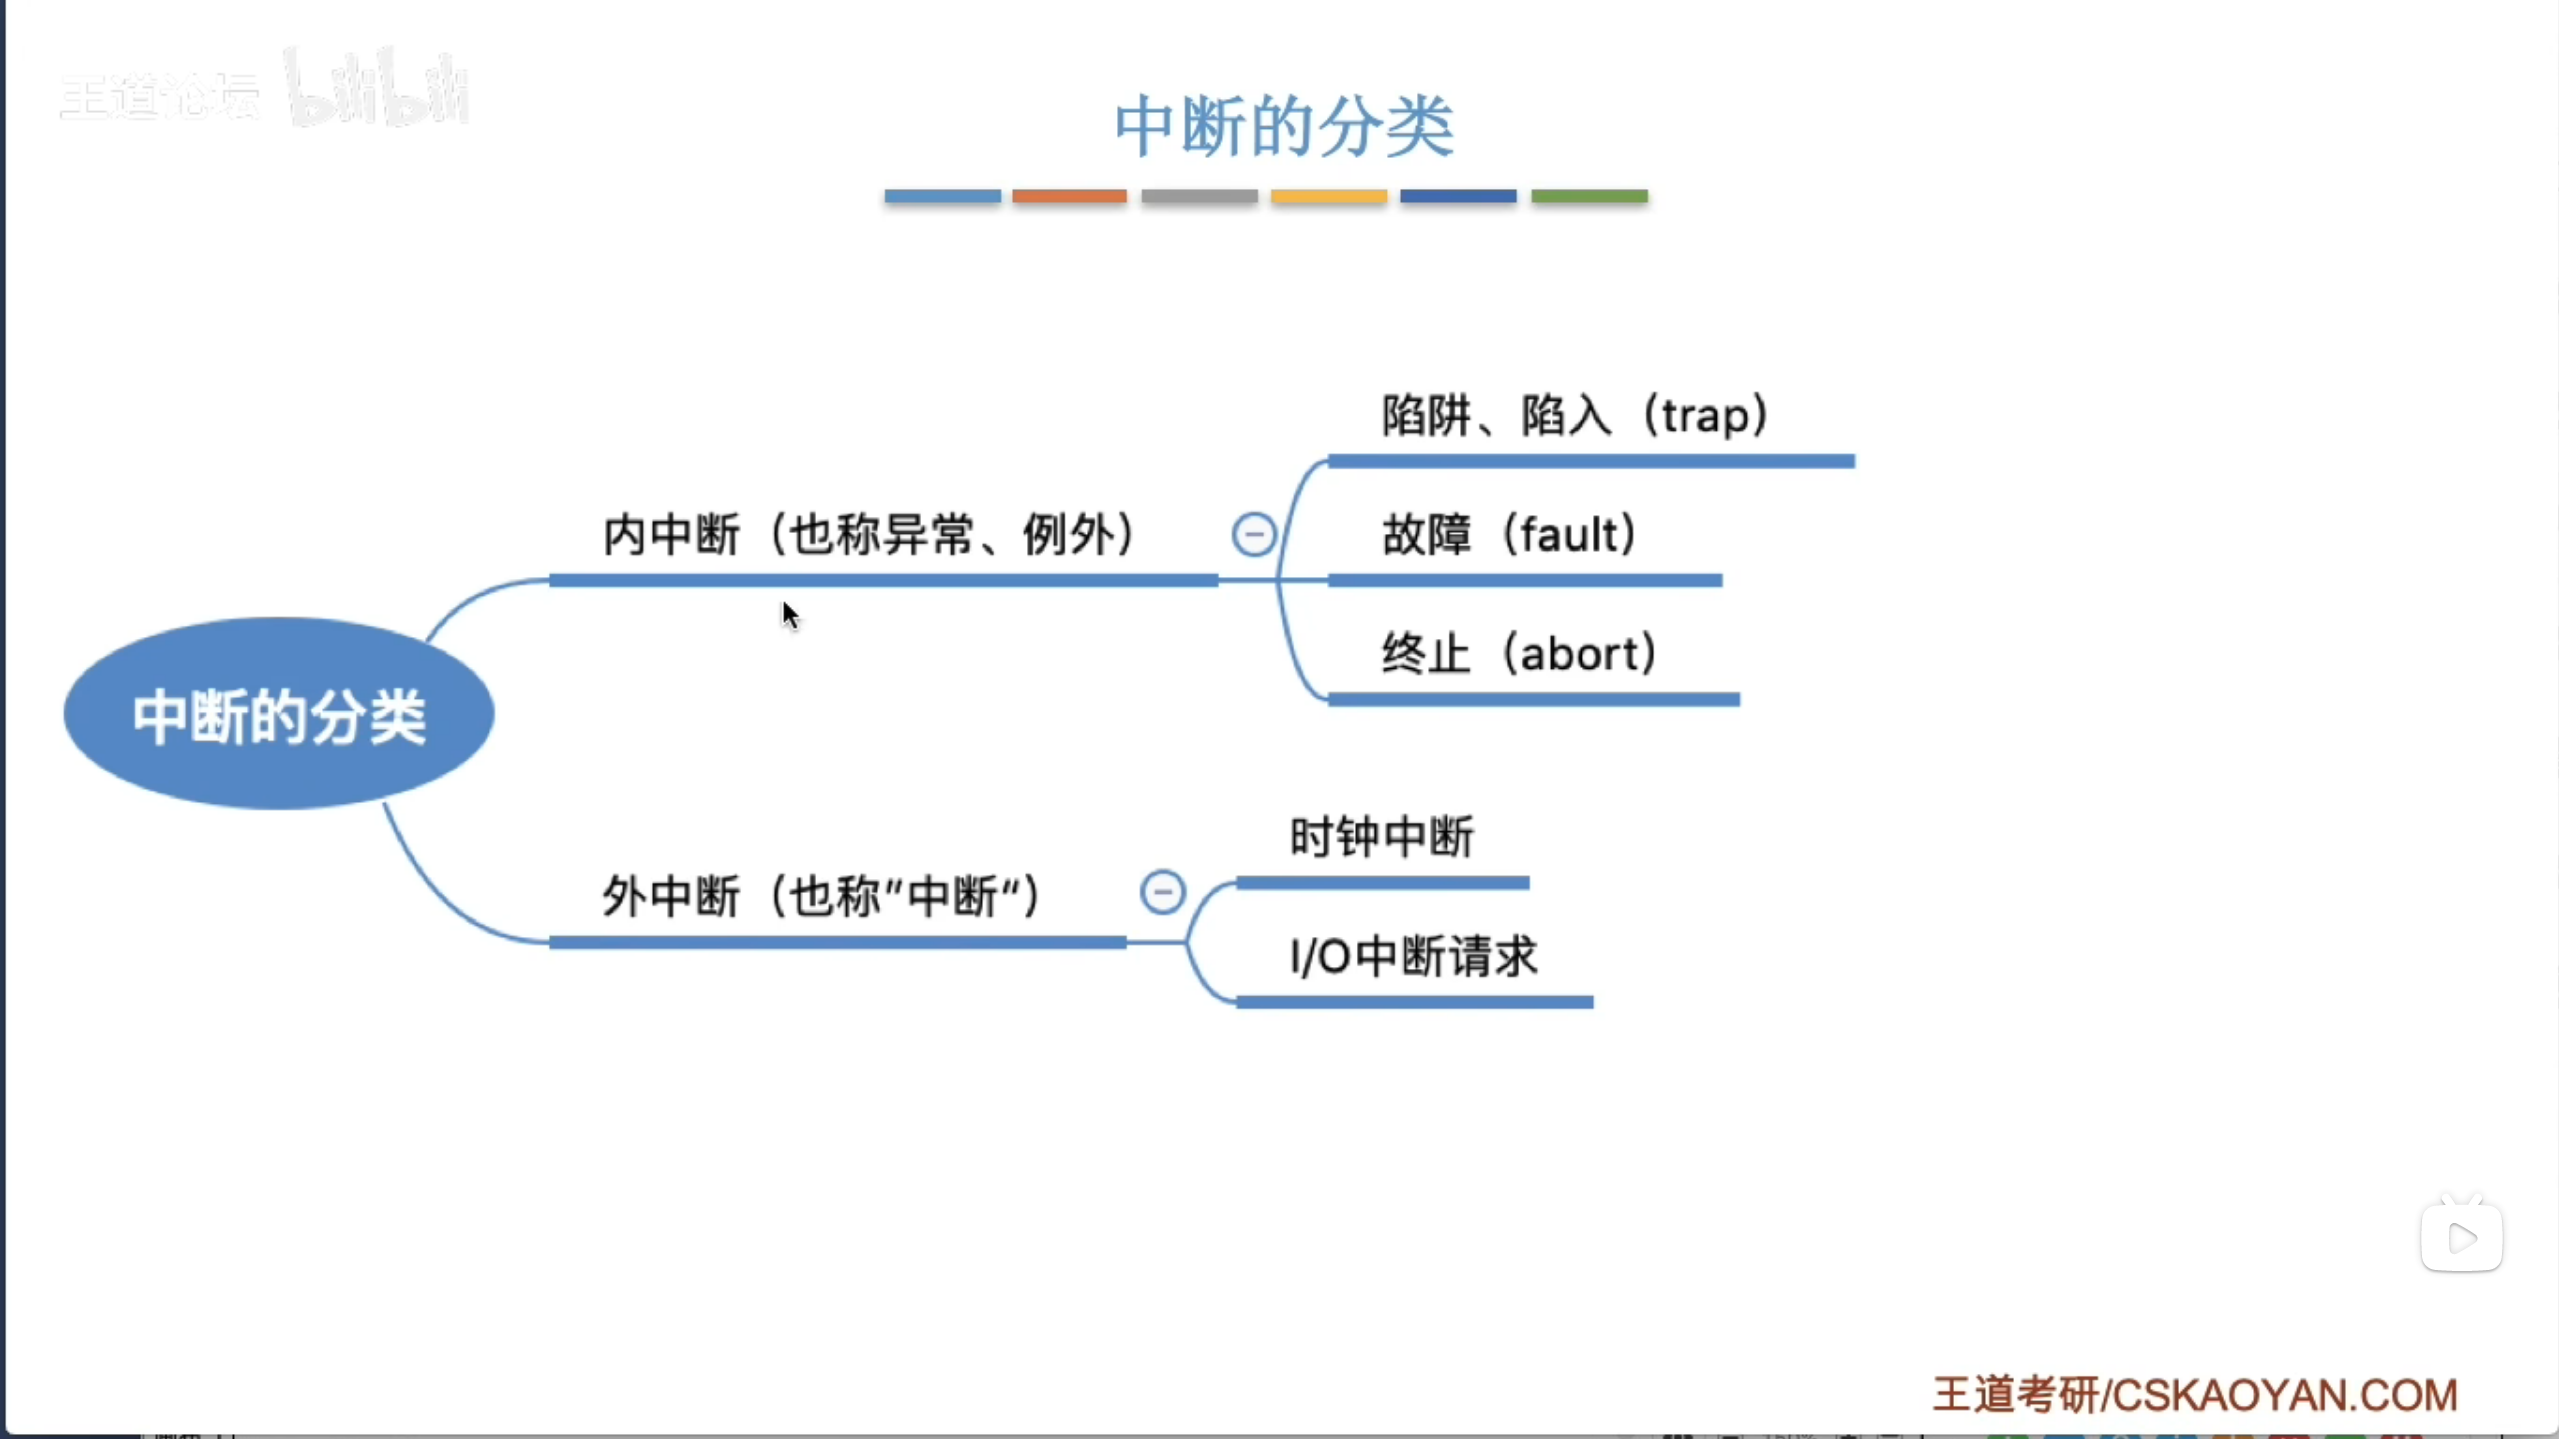 王道论坛 bilibili
中断的分类
陷阱、陷入（trap）
内中断（也称异常、例外）
故障（fault）
终止（abort）
中断的分类
时钟中断
外中断（也称”中断“）
I/O中断请求
王道考研/CSKAOYAN.COM